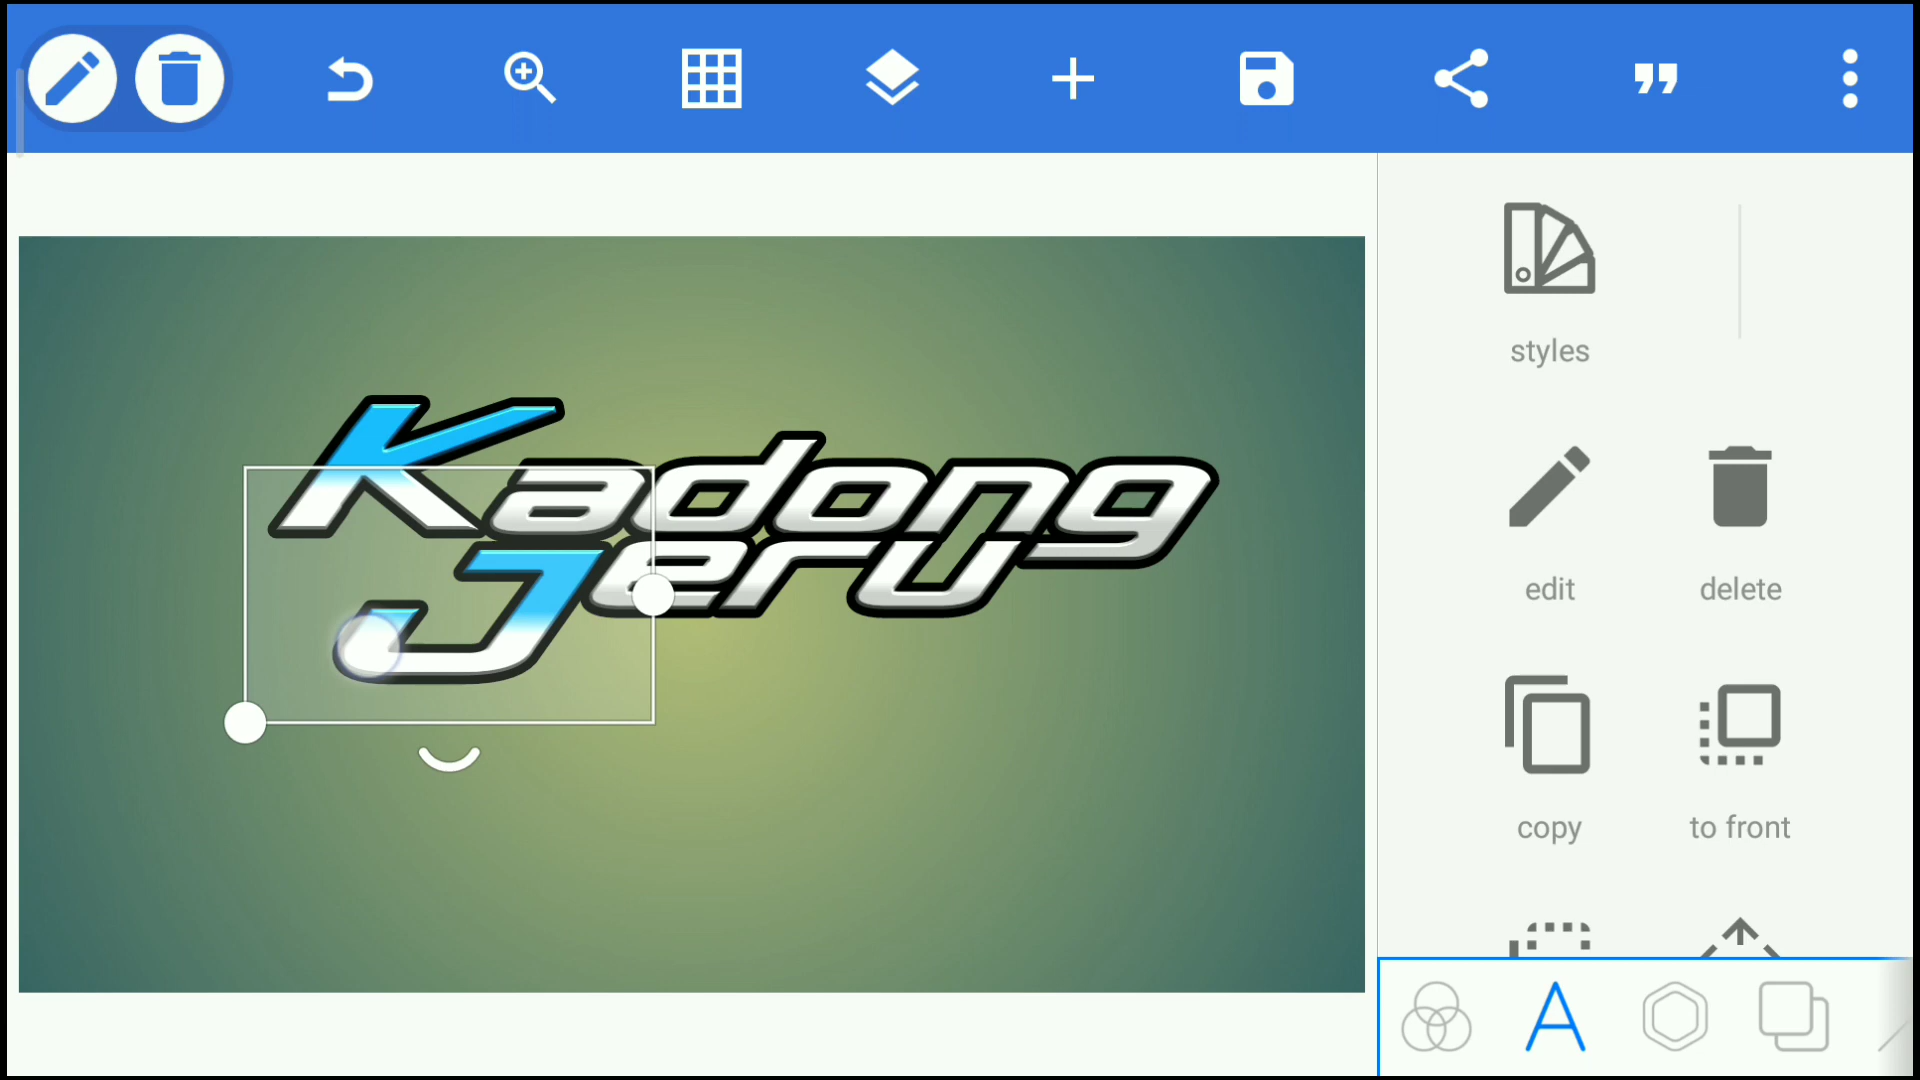 styles
Kadong
Jeru
edit
delete
copy
to front